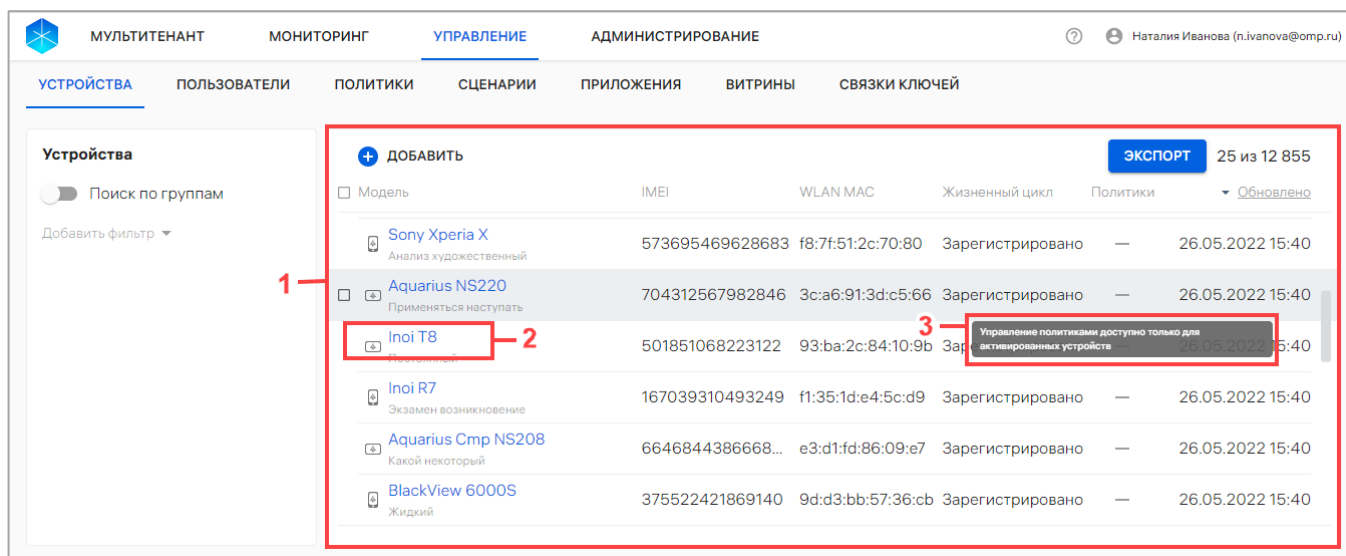 МУЛЬТИТЕНАНТ МОНИТОРИНГ УПРАВЛЕНИЕ АДМИНИСТРИРОВАНИЕ ? Наталия Иванова (n.ivanova@omp.ru)
УСТРОЙСТВА ПОЛЬЗОВАТЕЛИ ПОЛИТИКИ СЦЕНАРИИ ПРИЛОЖЕНИЯ ВИТРИНЫ СВЯЗКИ КЛЮЧЕЙ
Устройства
Поиск по группам
Добавить фильтр
ДОБАВИТЬ ЭКСПОРТ 25 из 12 855
Модель IMEI WLAN MAC Жизненный цикл Политики Обновлено
Sony Xperia X 573695469628683 f8:7f:51:2c:70:80 Зарегистрировано — 26.05.2022 15:40
Анализ художественный
1
Aquarius NS220 704312567982846 3c:a6:91:3d:c5:66 Зарегистрировано — 26.05.2022 15:40
Применяться наступать
3
Управление политиками доступно только для
активированных устройств
Inoi T8 2 501851068223122 93:ba:2c:84:10:9b 26.05.2022 15:40
Inoi R7 167039310493249 f1:35:1d:e4:5c:d9 Зарегистрировано — 26.05.2022 15:40
Экзамен возникновение
Aquarius Cmp NS208 6646844386668... e3:d1:fd:86:09:e7 Зарегистрировано — 26.05.2022 15:40
Какой некоторый
BlackView 6000S 375522421869140 9d:d3:bb:57:36:cb Зарегистрировано — 26.05.2022 15:40
Жидкий